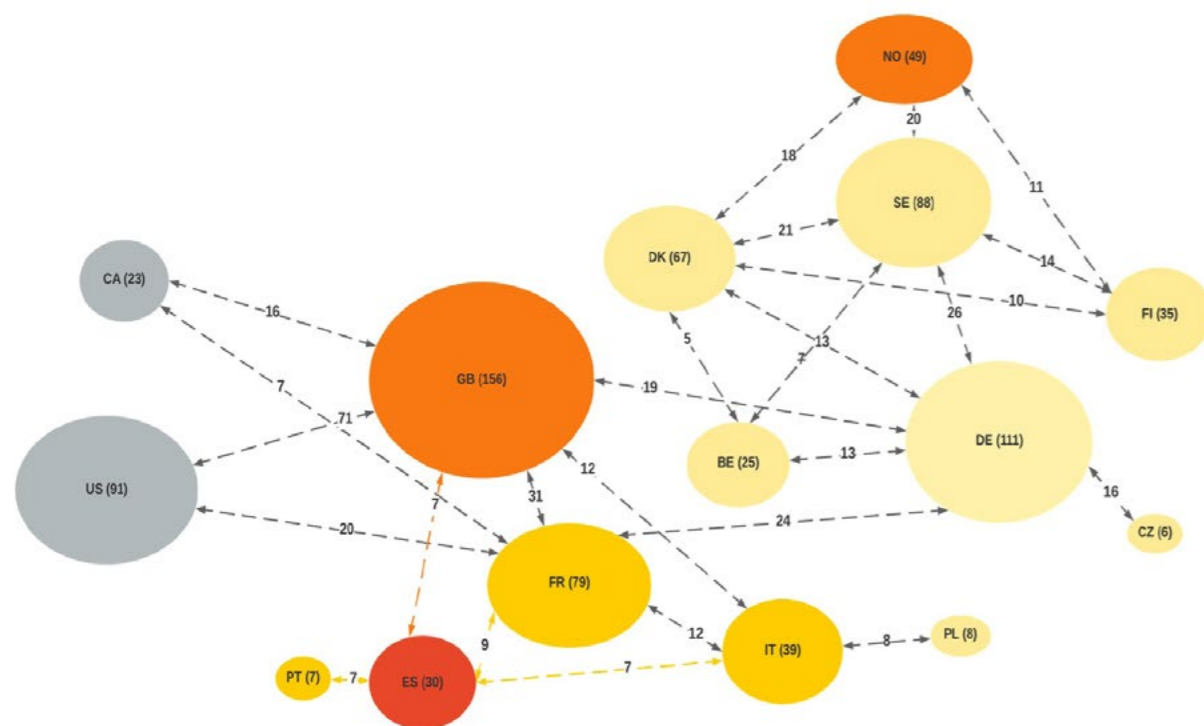 NO (49)
20
18
11
SE (88)
21
DK (67)
14
10
CA (23)
16
FI (35)
26
5
13
7
GB (156)
7
19
71
DE (111)
BE (25)
13
12
US (91)
31
7
16
24
20
CZ (6)
FR (79)
12
PL (8)
8
9
IT (39)
7
PT (7)
7
ES (30)